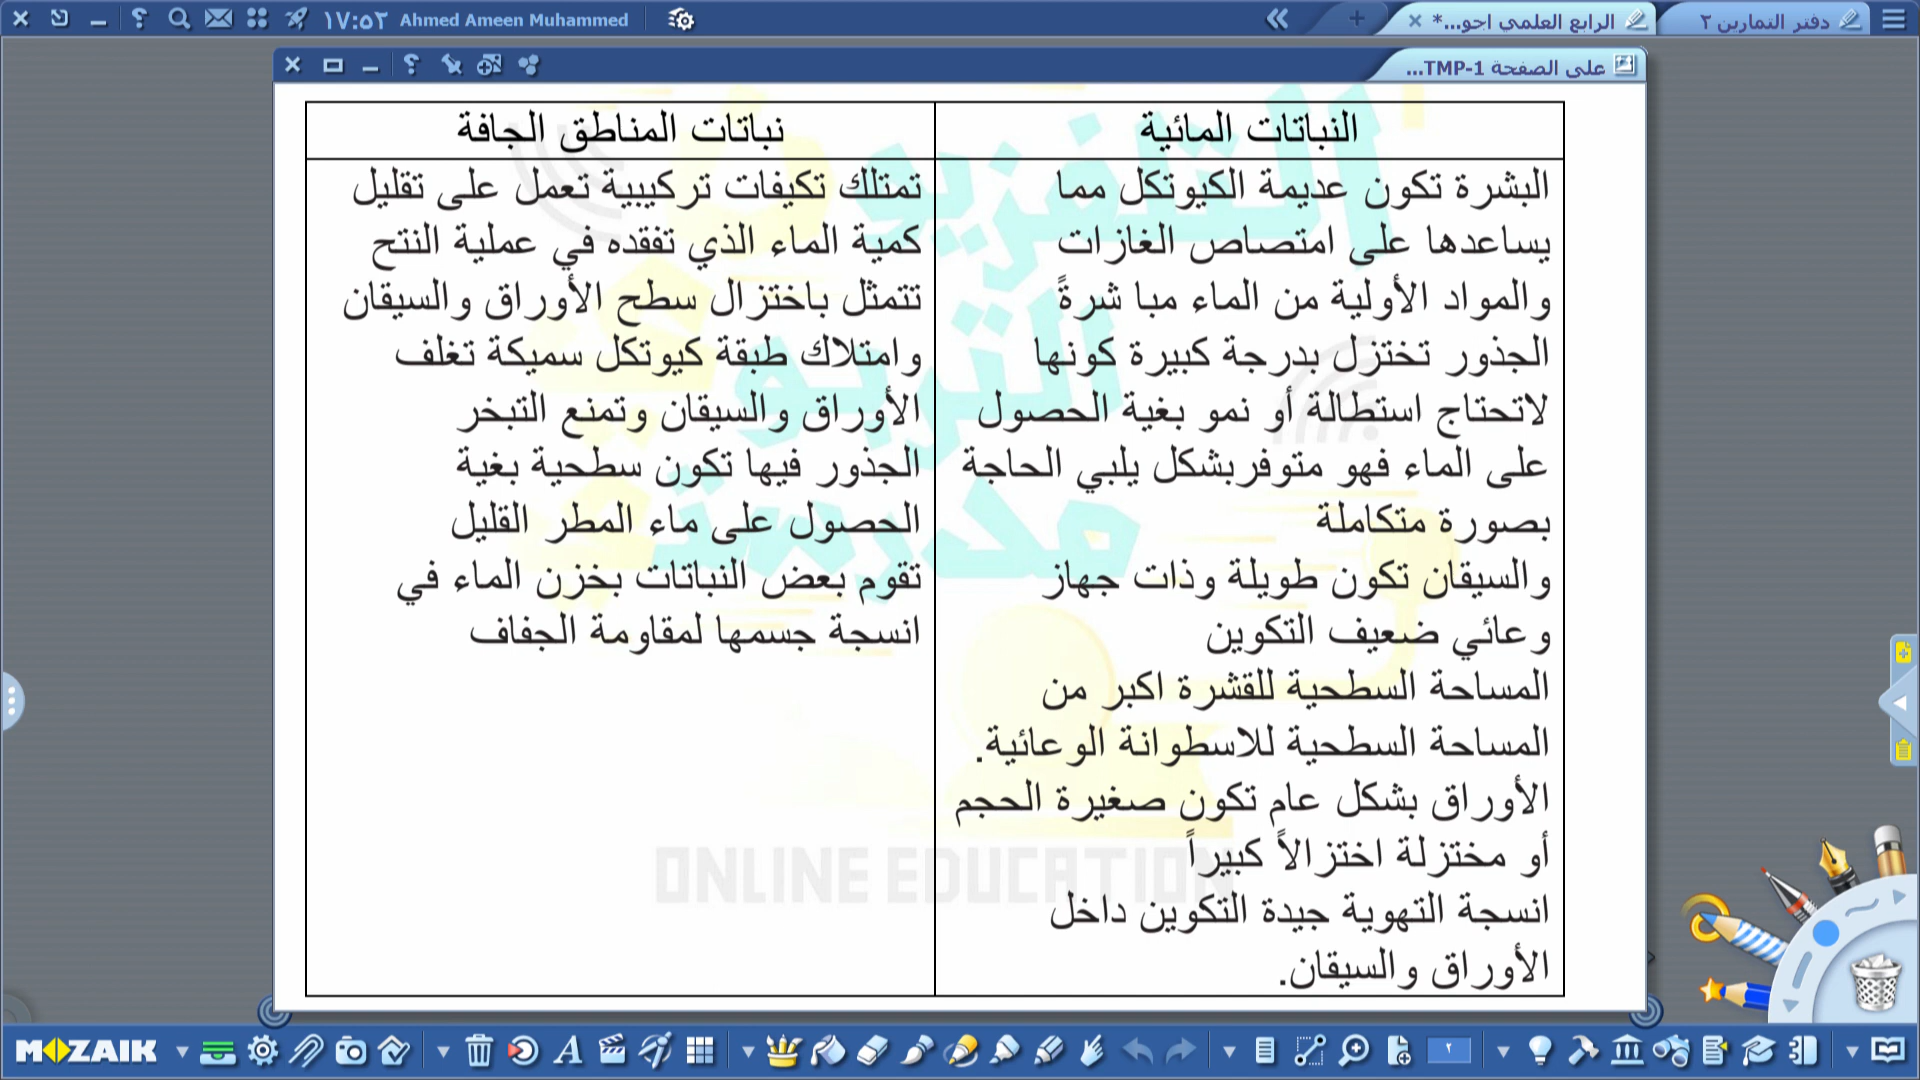 دفتر التمارين ٢
الرابع العلمي احو...*
Ahmed Ameen Muhammed
١٧:٥٣
على الصفحة TMP-1...
النباتات المائية
البشرة تكون عديمة الكيوتكل مما
يساعدها على امتصاص الغازات
والمواد الأولية من الماء مبا شرةً
الجذور تختزل بدرجة كبيرة كونها
لاتحتاج استطالة أو نمو بغية الحصول
على الماء فهو متوفربشكل يلبي الحاجة
بصورة متكاملة
والسيقان تكون طويلة وذات جهاز
وعائي ضعيف التكوين
المساحة السطحية للقشرة اكبر من
المساحة السطحية للاسطوانة الوعائية.
الأوراق بشكل عام تكون صغيرة الحجم
أو مختزلة اختزالاً كبيراً
انسجة التهوية جيدة التكوين داخل
الأوراق والسيقان.
نباتات المناطق الجافة
تمتلك تكيفات تركيبية تعمل على تقليل
كمية الماء الذي تفقده في عملية النتح
تتمثل باختزال سطح الأوراق والسيقان
وامتلاك طبقة كيوتكل سميكة تغلف
الأوراق والسيقان وتمنع التبخر
الجذور فيها تكون سطحية بغية
الحصول على ماء المطر القليل
تقوم بعض النباتات بخزن الماء في
انسجة جسمها لمقاومة الجفاف
التلفزيون
التربوي
مدرستي
ONLINE EDUCATION
MOZAIK
٢